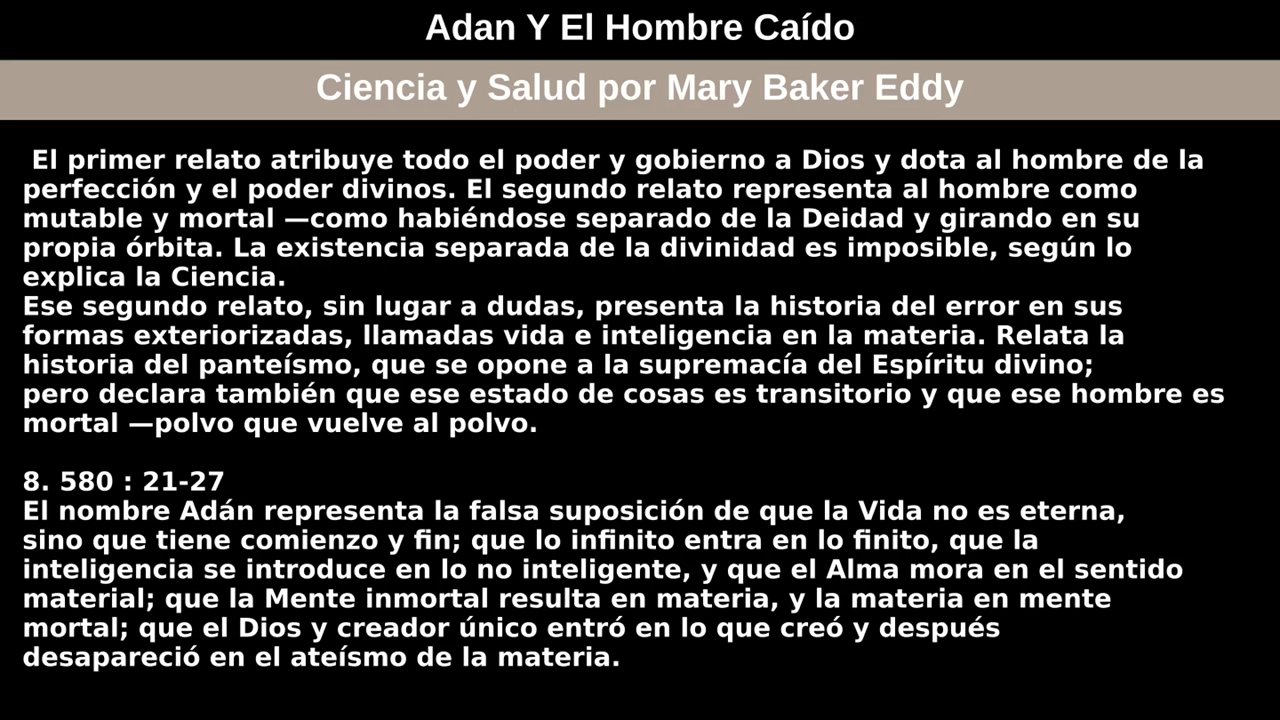 Adan Y El Hombre Caído
Ciencia y Salud por Mary Baker Eddy
El primer relato atribuye todo el poder y gobierno a Dios y dota al hombre de la
perfección y el poder divinos. El segundo relato representa al hombre como
mutable y mortal —como habiéndose separado de la Deidad y girando en su
propia órbita. La existencia separada de la divinidad es imposible, según lo
explica la Ciencia.
Ese segundo relato, sin lugar a dudas, presenta la historia del error en sus
formas exteriorizadas, llamadas vida e inteligencia en la materia. Relata la
historia del panteísmo, que se opone a la supremacía del Espíritu divino;
pero declara también que ese estado de cosas es transitorio y que ese hombre es
mortal —polvo que vuelve al polvo.
8. 580 : 21-27
El nombre Adán representa la falsa suposición de que la Vida no es eterna,
sino que tiene comienzo y fin; que lo infinito entra en lo finito, que la
inteligencia se introduce en lo no inteligente, y que el Alma mora en el sentido
material; que la Mente inmortal resulta en materia, y la materia en mente
mortal; que el Dios y creador único entró en lo que creó y después
desapareció en el ateísmo de la materia.